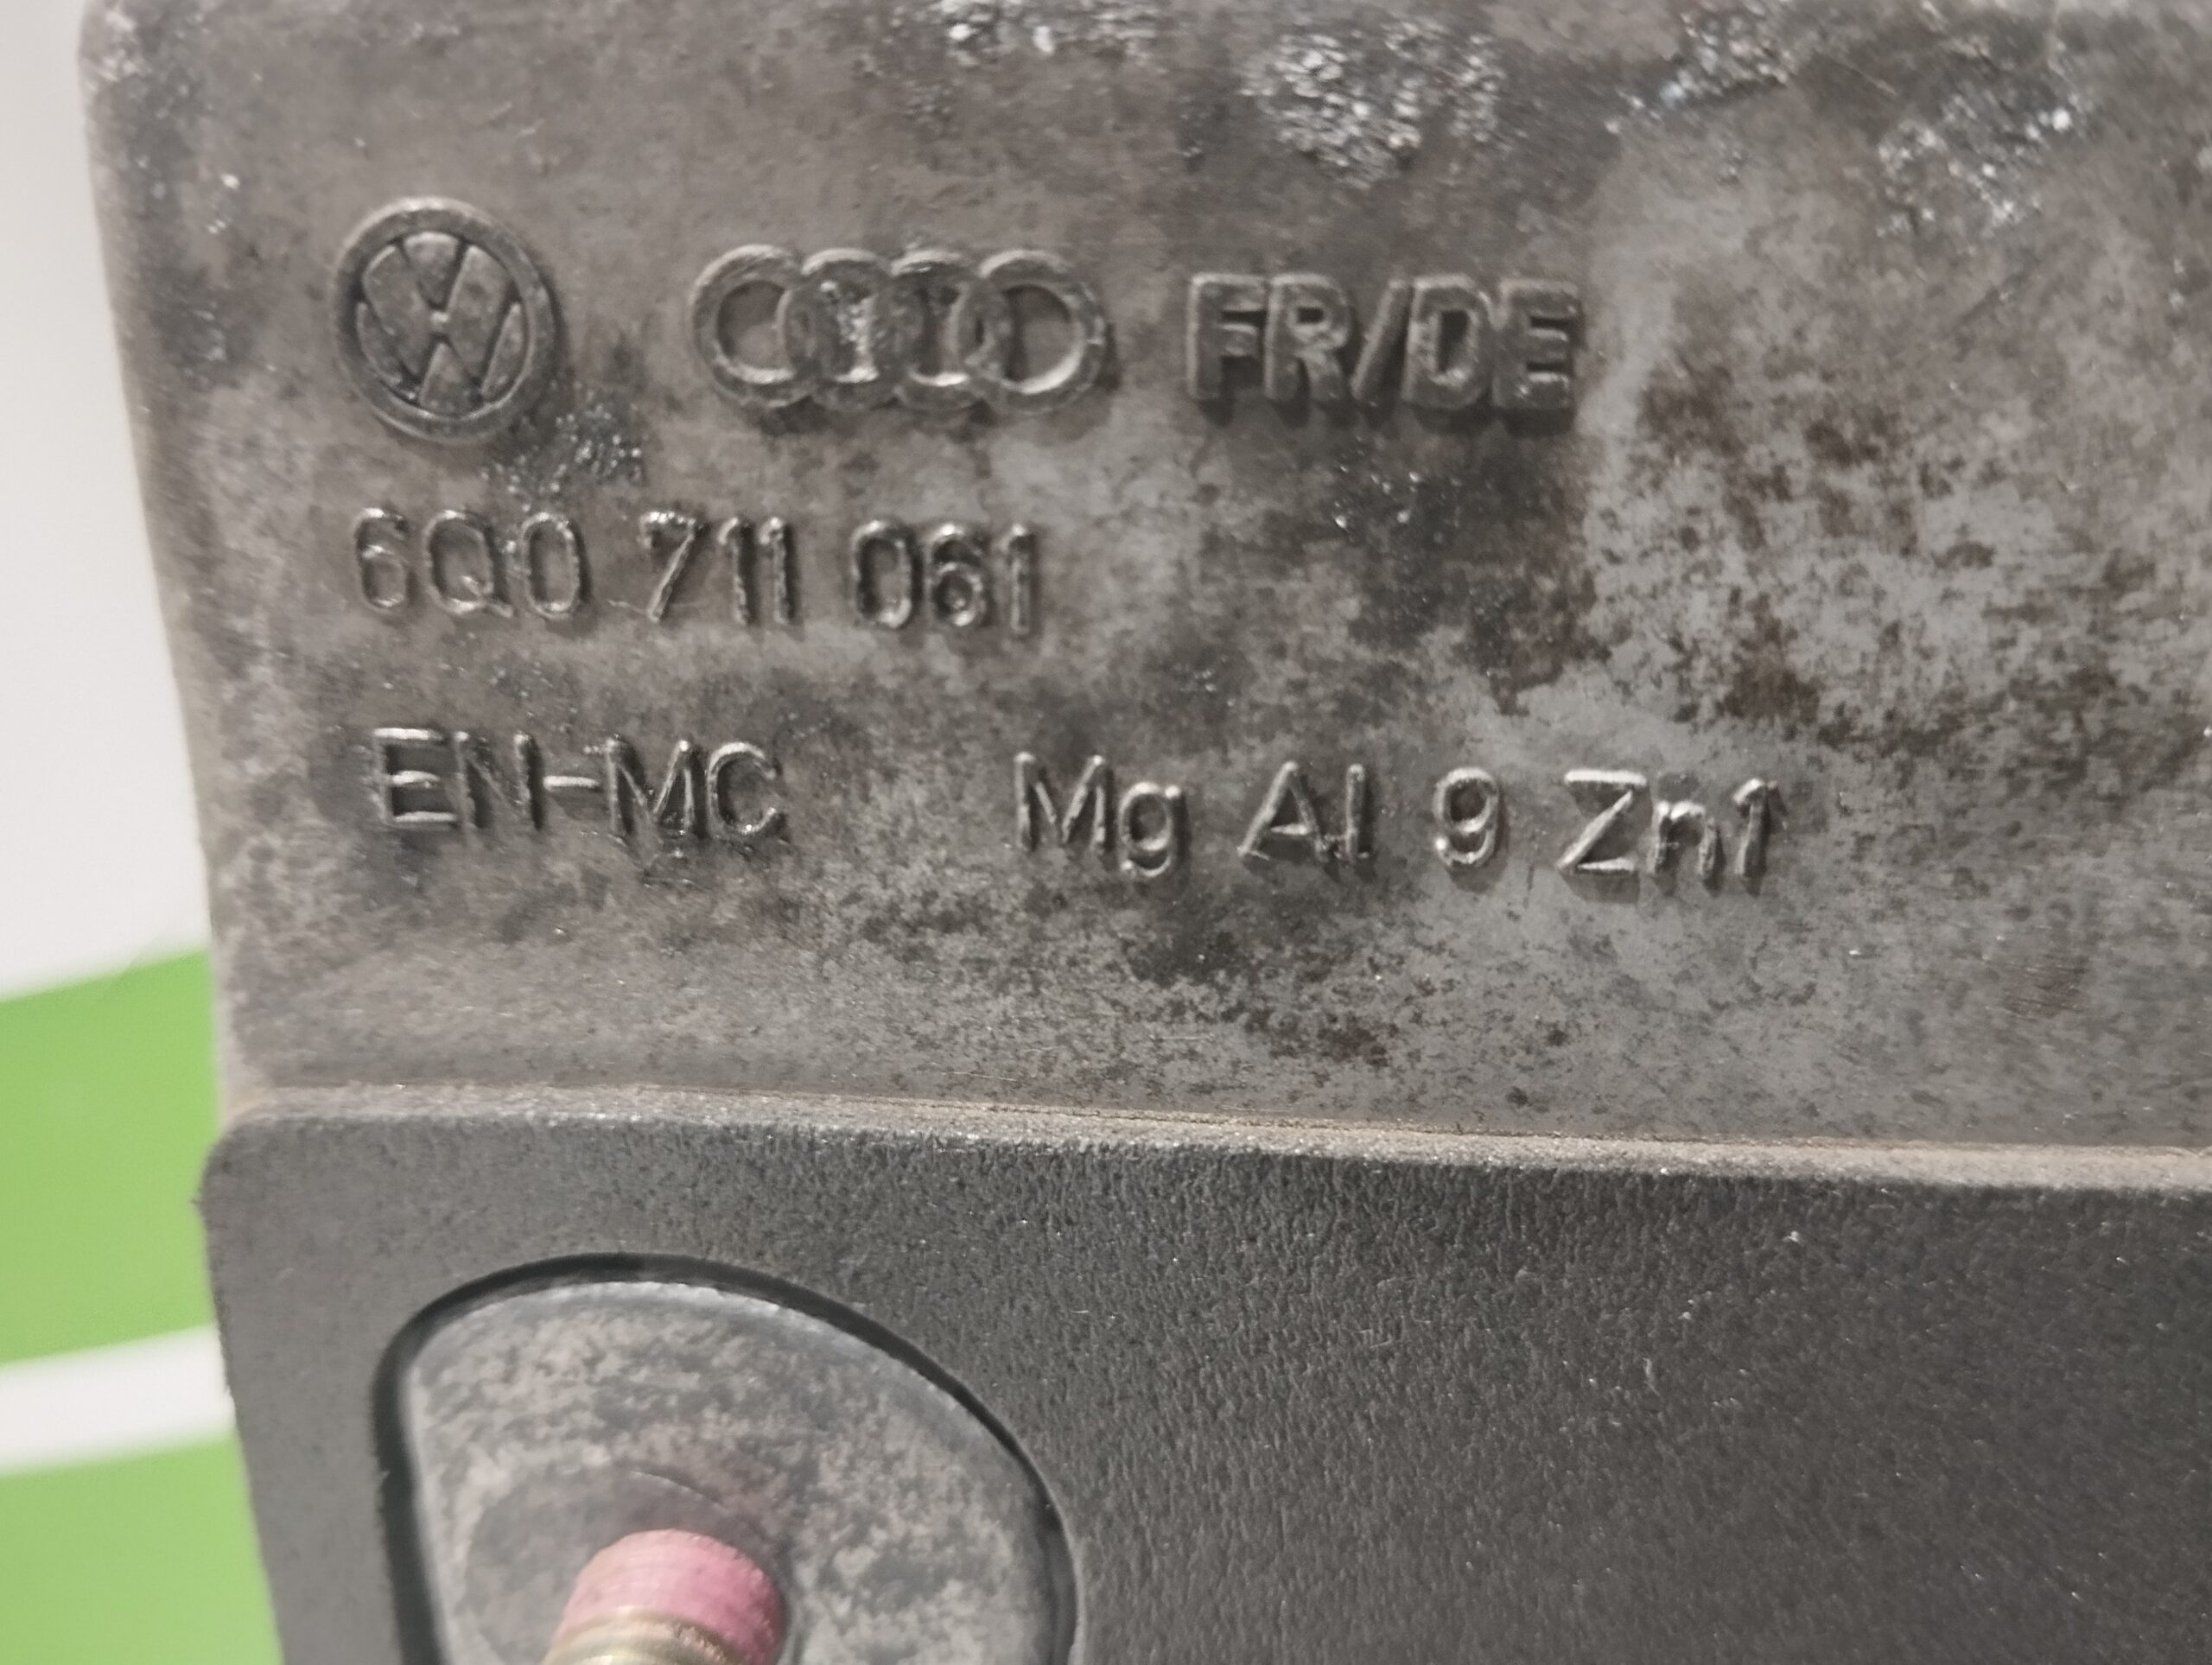 FR/DE
6Q0 711 061
EN-MC Mg Al 9 Zn1